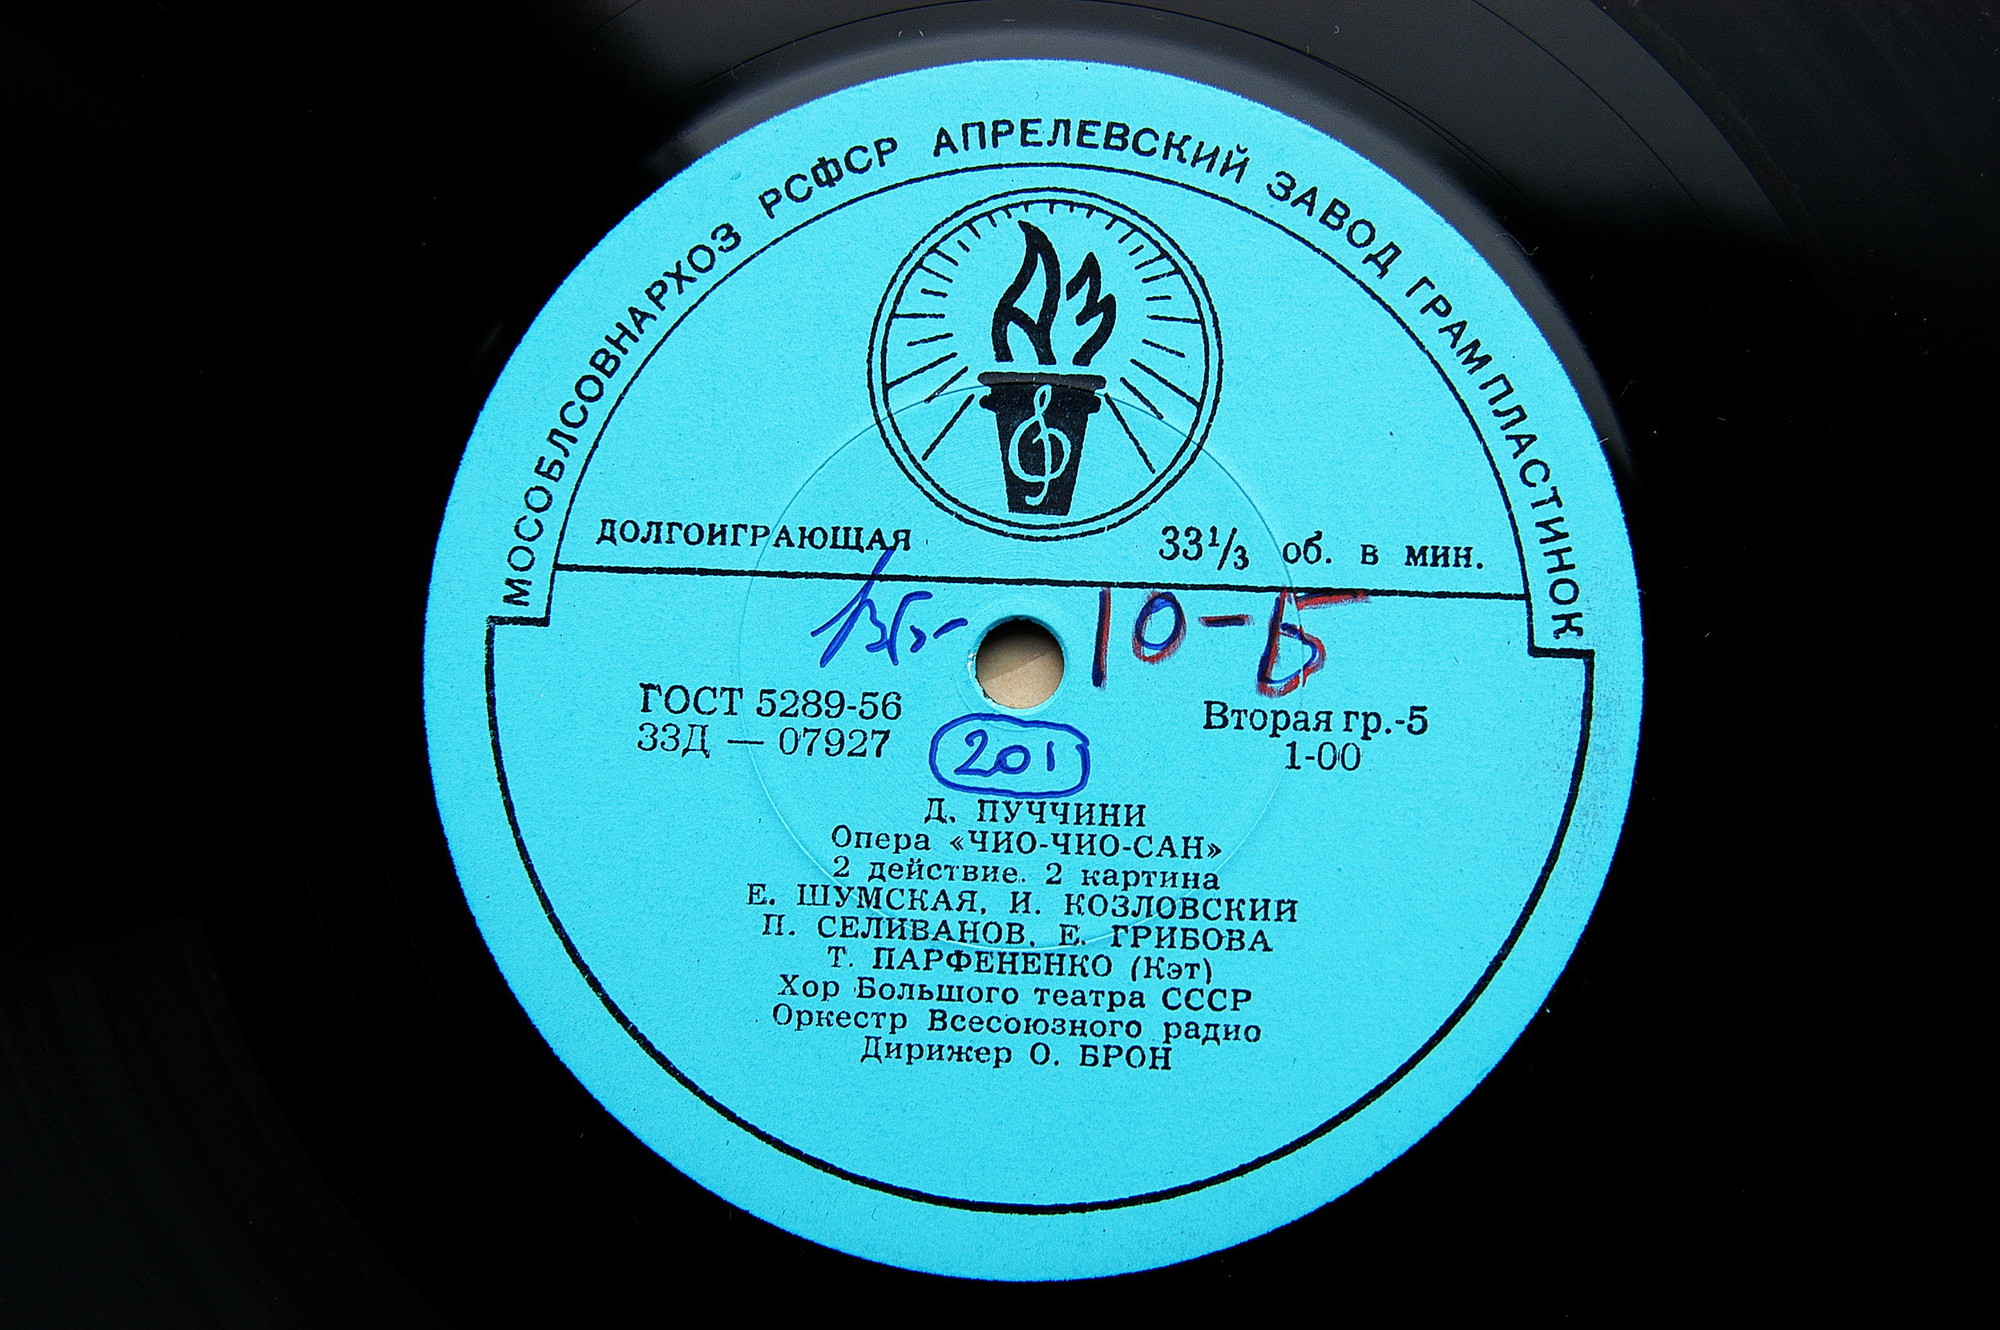 МОСОБЛСОВНАРХОЗ РСФСР АПРЕЛЕВСКИЙ ЗАВОД ГРАМПЛАСТИНОК
ДОЛГОИГРАЮЩАЯ 33⅓ об. в мин.
10-Б
ГОСТ 5289-56 Вторая гр.-5
33Д — 07927 1-00
201
Д. ПУЧЧИНИ
Опера «ЧИО-ЧИО-САН»
2 действие. 2 картина
Е. ШУМСКАЯ, И. КОЗЛОВСКИЙ
П. СЕЛИВАНОВ, Е. ГРИБОВА
Т. ПАРФЕНЕНКО (Кэт)
Хор Большого театра СССР
Оркестр Всесоюзного радио
Дирижер О. БРОН